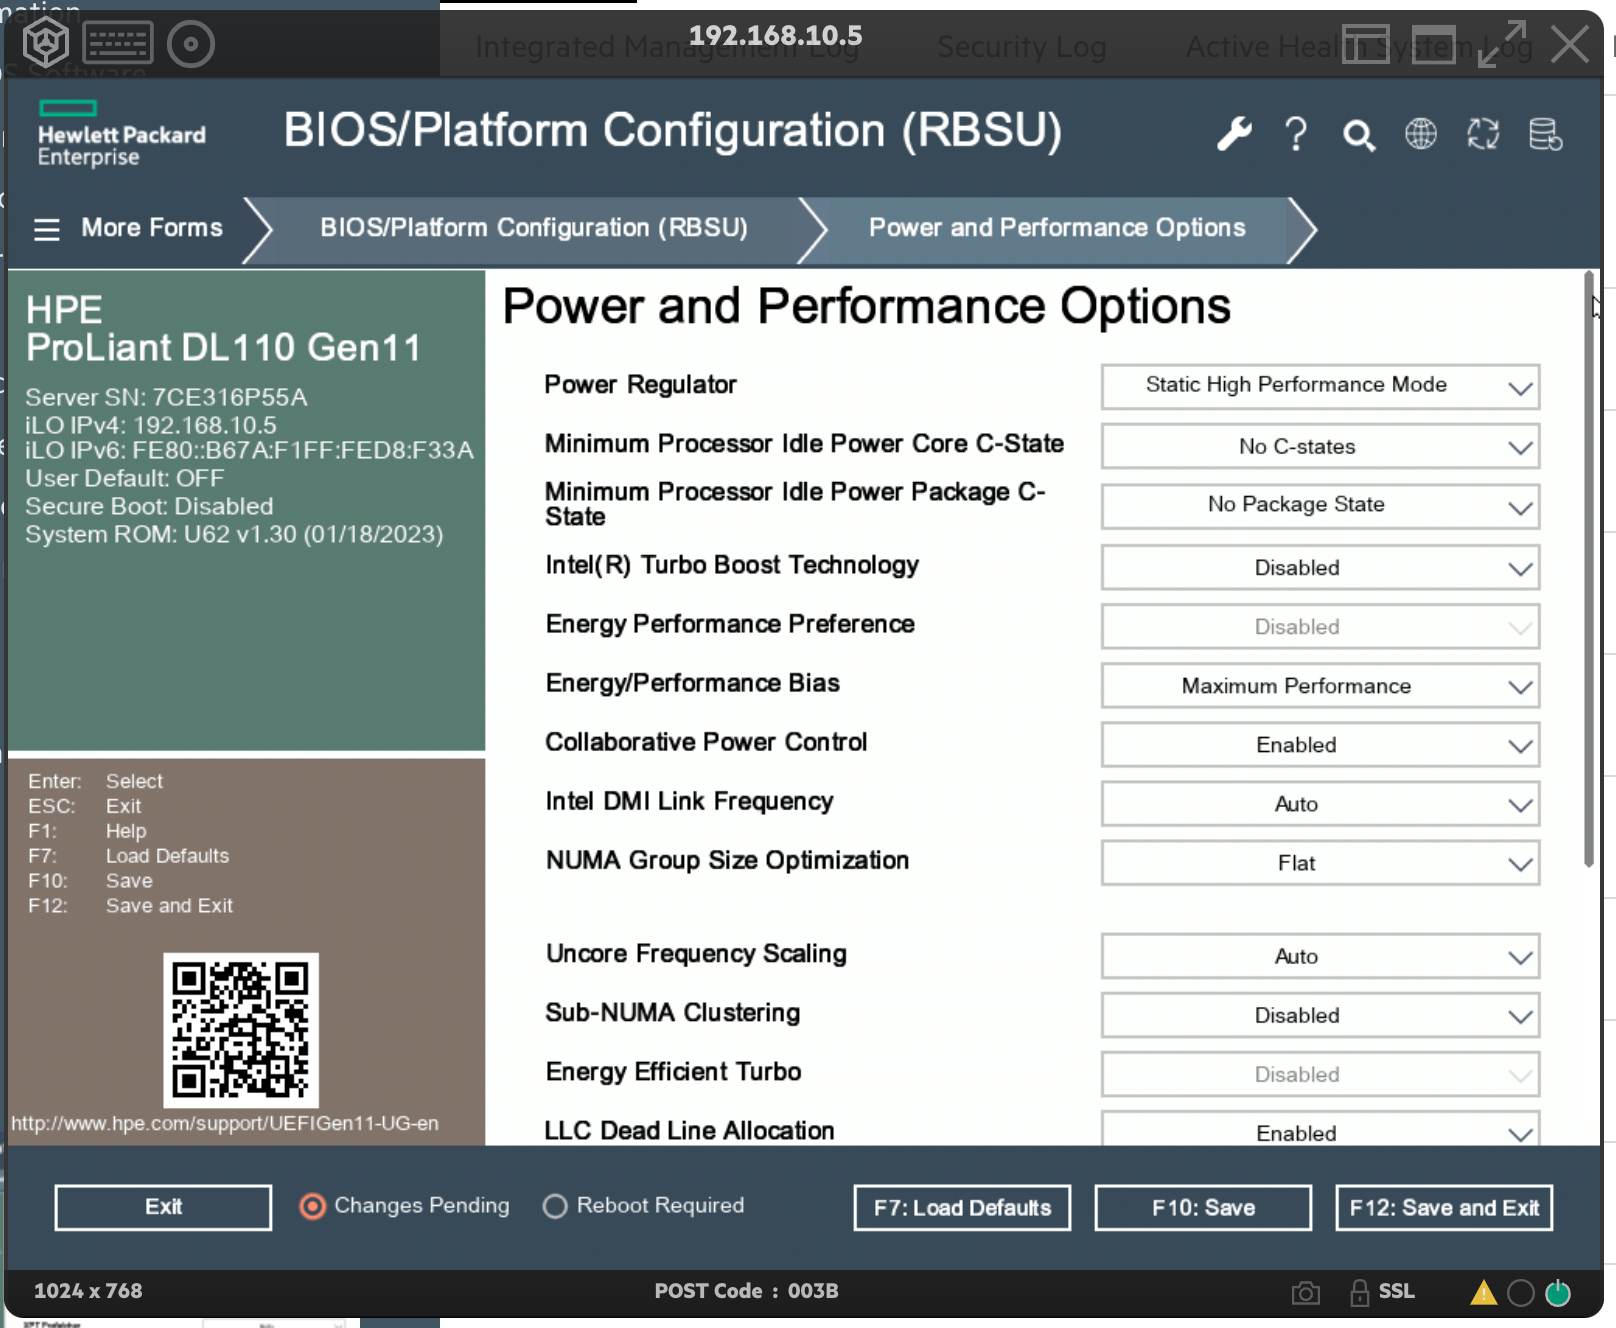 mation
192.168.10.5
Integrated Management Log
Security Log
Active Health System Log
S Software
Hewlett Packard
Enterprise
BIOS/Platform Configuration (RBSU)
More Forms
BIOS/Platform Configuration (RBSU)
Power and Performance Options
HPE
ProLiant DL110 Gen11
Server SN: 7CE316P55A
iLO IPv4: 192.168.10.5
iLO IPv6: FE80::B67A:F1FF:FED8:F33A
User Default: OFF
Secure Boot: Disabled
System ROM: U62 v1.30 (01/18/2023)
Enter: Select
ESC: Exit
F1: Help
F7: Load Defaults
F10: Save
F12: Save and Exit
http://www.hpe.com/support/UEFIGen11-UG-en
Power and Performance Options
Power Regulator Static High Performance Mode
Minimum Processor Idle Power Core C-State No C-states
Minimum Processor Idle Power Package C-
State No Package State
Intel(R) Turbo Boost Technology Disabled
Energy Performance Preference Disabled
Energy/Performance Bias Maximum Performance
Collaborative Power Control Enabled
Intel DMI Link Frequency Auto
NUMA Group Size Optimization Flat
Uncore Frequency Scaling Auto
Sub-NUMA Clustering Disabled
Energy Efficient Turbo Disabled
LLC Dead Line Allocation Enabled
Exit
Changes Pending
Reboot Required
F7: Load Defaults
F10: Save
F12: Save and Exit
1024 x 768
POST Code : 003B
SSL
XPT Prefetcher